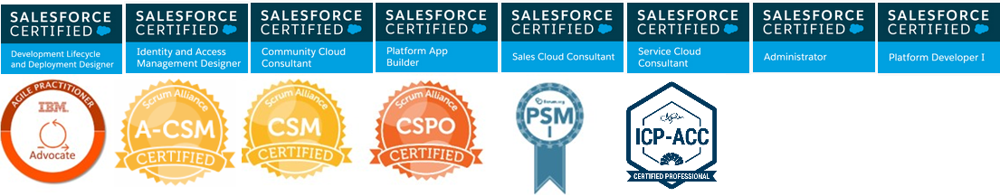 SALESFORCE
CERTIFIED
Development Lifecycle
and Deployment Designer
SALESFORCE
CERTIFIED
Identity and Access
Management Designer
SALESFORCE
CERTIFIED
Community Cloud
Consultant
SALESFORCE
CERTIFIED
Platform App
Builder
SALESFORCE
CERTIFIED
Sales Cloud Consultant
SALESFORCE
CERTIFIED
Service Cloud
Consultant
SALESFORCE
CERTIFIED
Administrator
SALESFORCE
CERTIFIED
Platform Developer I
AGILE PRACTITIONER
IBM
Advocate
Scrum Alliance
A-CSM
CERTIFIED
Scrum Alliance
CSM
CERTIFIED
Scrum Alliance
CSPO
CERTIFIED
Scrum.org
PSM
I
ICP-ACC
CERTIFIED PROFESSIONAL